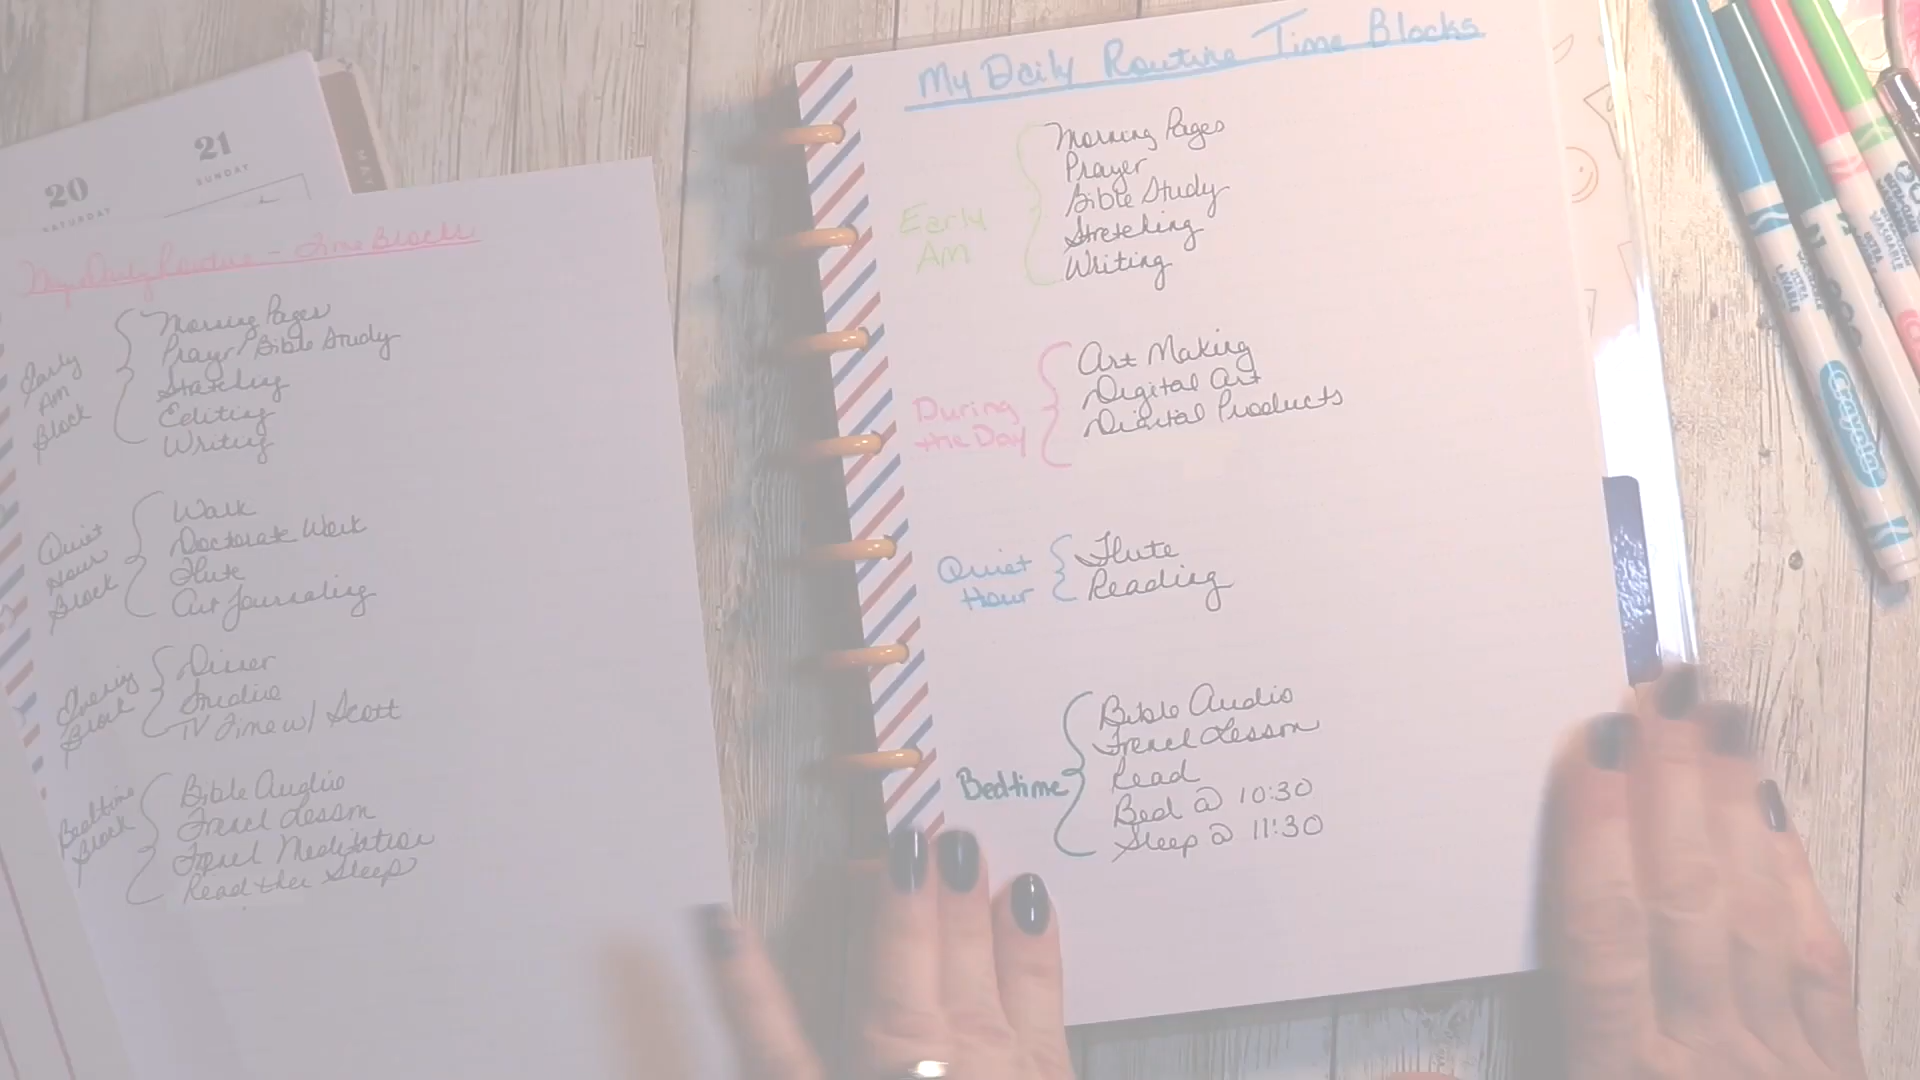 20
SATURDAY
21
SUNDAY
My Daily Routine - Time Blocks
Early
Am
Block
Morning Pages
Prayer/Bible Study
Stretching
Editing
Writing
Quiet
Hour
Block
Walk
Doctorate Work
Flute
Art Journaling
Evening
Block
Dinner
Studio
TV Time w/ Scott
Bedtime
Block
Bible Audio
French Lesson
French Meditation
Read then Sleep
My Daily Routine Time Blocks
Early
Am
Morning Pages
Prayer
Bible Study
Stretching
Writing
During
the Day
Art Making
Digital Art
Digital Products
Quiet
Hour
Flute
Reading
Bedtime
Bible Audio
French Lesson
Read
Bed @ 10:30
Sleep @ 11:30
Crayola